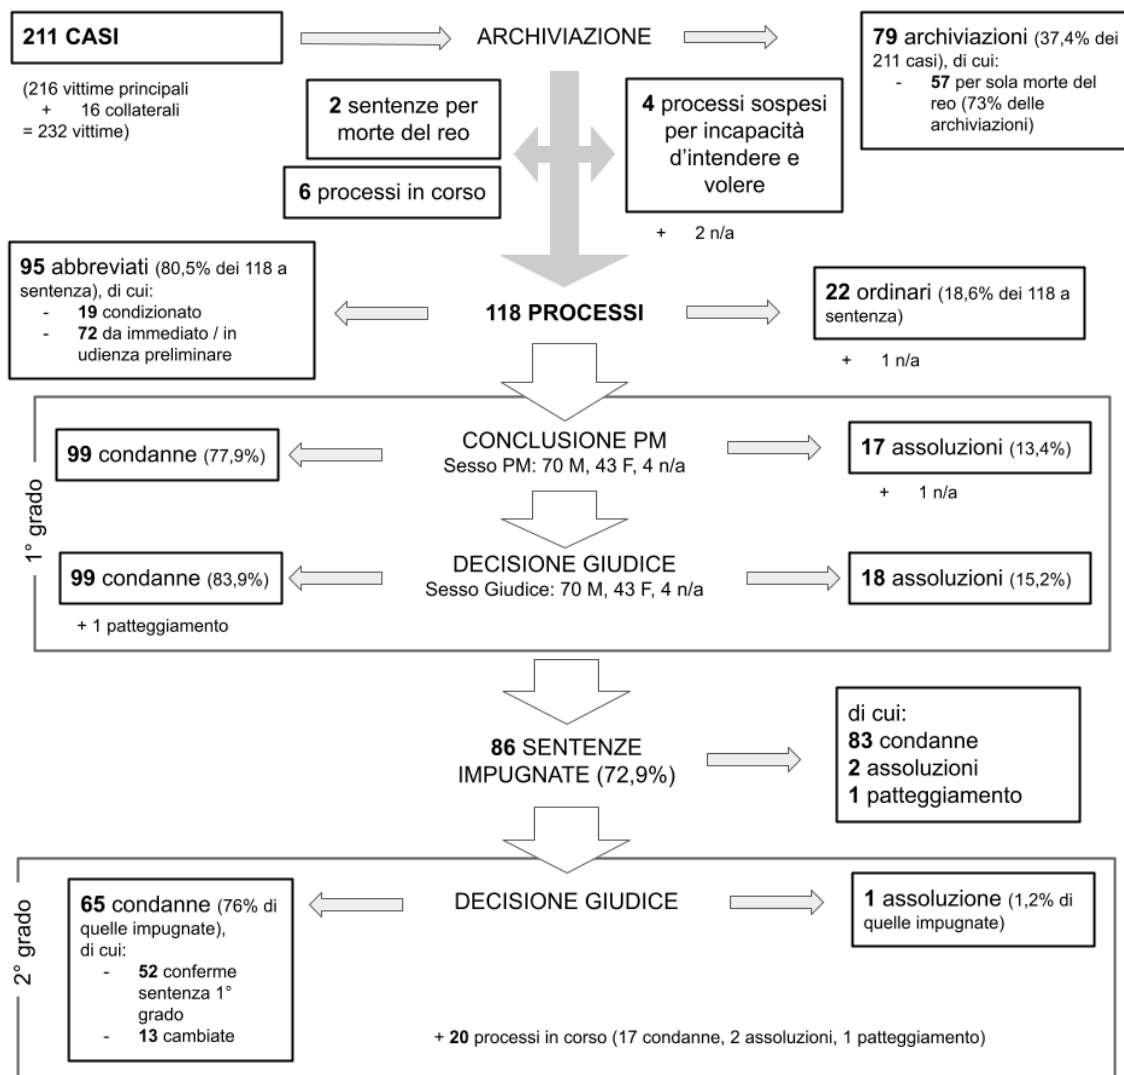 211 CASI
ARCHIVIAZIONE
79 archiviazioni (37,4% dei
211 casi), di cui:
- 57 per sola morte del
reo (73% delle
archiviazioni)
(216 vittime principali
+ 16 collaterali
= 232 vittime)
2 sentenze per
morte del reo
4 processi sospesi
per incapacità
d'intendere e
volere
6 processi in corso
+ 2 n/a
95 abbreviati (80,5% dei 118 a
sentenza), di cui:
- 19 condizionato
- 72 da immediato / in
udienza preliminare
118 PROCESSI
22 ordinari (18,6% dei 118 a
sentenza)
+ 1 n/a
1° grado
99 condanne (77,9%)
CONCLUSIONE PM
Sesso PM: 70 M, 43 F, 4 n/a
17 assoluzioni (13,4%)
+ 1 n/a
99 condanne (83,9%)
DECISIONE GIUDICE
Sesso Giudice: 70 M, 43 F, 4 n/a
18 assoluzioni (15,2%)
+ 1 patteggiamento
86 SENTENZE
IMPUGNATE (72,9%)
di cui:
83 condanne
2 assoluzioni
1 patteggiamento
2° grado
65 condanne (76% di
quelle impugnate),
di cui:
- 52 conferme
sentenza 1°
grado
- 13 cambiate
DECISIONE GIUDICE
1 assoluzione (1,2% di
quelle impugnate)
+ 20 processi in corso (17 condanne, 2 assoluzioni, 1 patteggiamento)